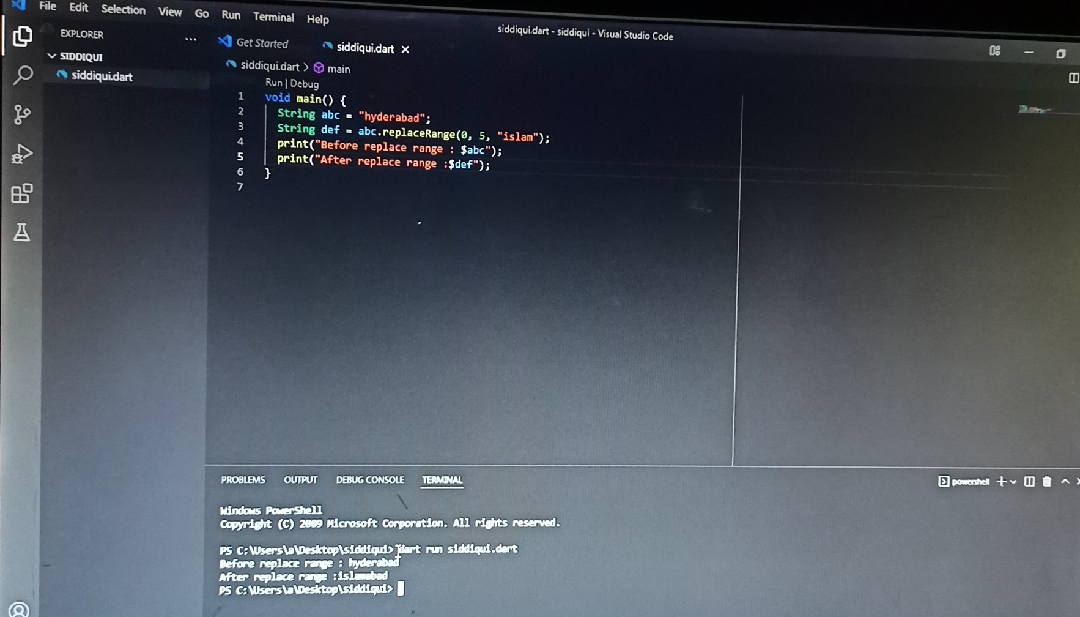 File Edit Selection View Go Run Terminal Help
siddiqui.dart - siddiqui - Visual Studio Code
EXPLORER ...
SIDDIQUI
siddiqui.dart
Get Started siddiqui.dart
siddiqui.dart > main
Run | Debug
1 void main() {
2 String abc = "hyderabad";
3 String def = abc.replaceRange(0, 5, "islam");
4 print("Before replace range : $abc");
5 print("After replace range :$def");
6 }
7
PROBLEMS OUTPUT DEBUG CONSOLE TERMINAL
powershell
Windows PowerShell
Copyright (C) 2009 Microsoft Corporation. All rights reserved.
PS C:\Users\a\Desktop\siddiqui> dart run siddiqui.dart
Before replace range : hyderabad
After replace range :islamabad
PS C:\Users\a\Desktop\siddiqui>